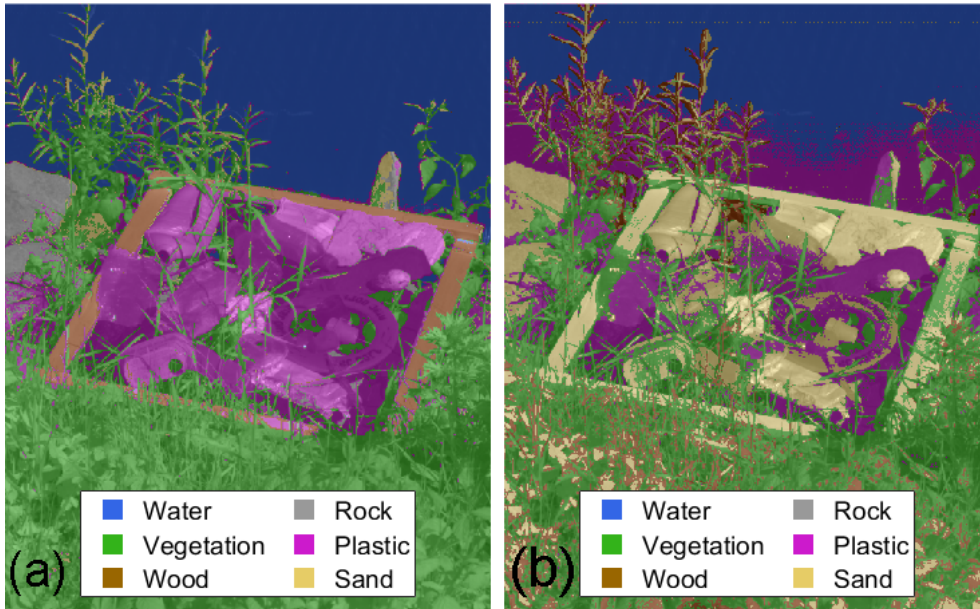 Water Rock
Vegetation Plastic
Wood Sand
(a)
Water Rock
Vegetation Plastic
Wood Sand
(b)